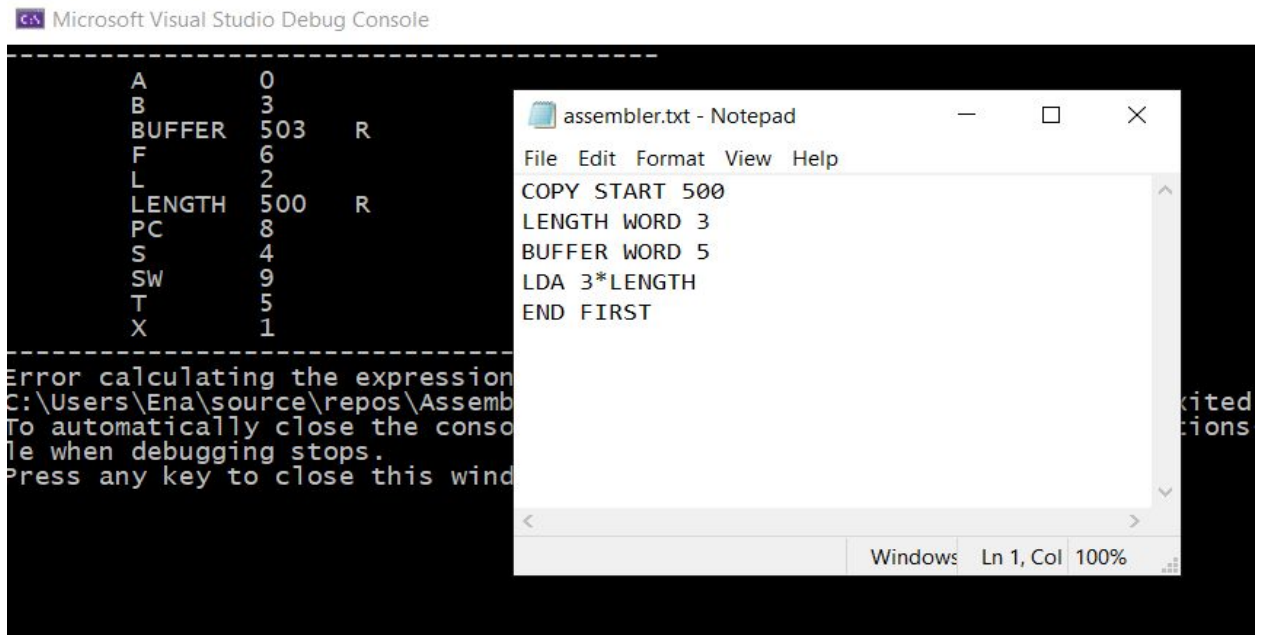 Microsoft Visual Studio Debug Console
-----------------------------------------
A 0
B 3
BUFFER 503 R
F 6
L 2
LENGTH 500 R
PC 8
S 4
SW 9
T 5
X 1
Error calculating the expression
C:\Users\Ena\source\repos\Assemb
To automatically close the conso
le when debugging stops.
Press any key to close this wind
xited
tions
assembler.txt - Notepad
File Edit Format View Help
COPY START 500
LENGTH WORD 3
BUFFER WORD 5
LDA 3*LENGTH
END FIRST
Windows Ln 1, Col 100%